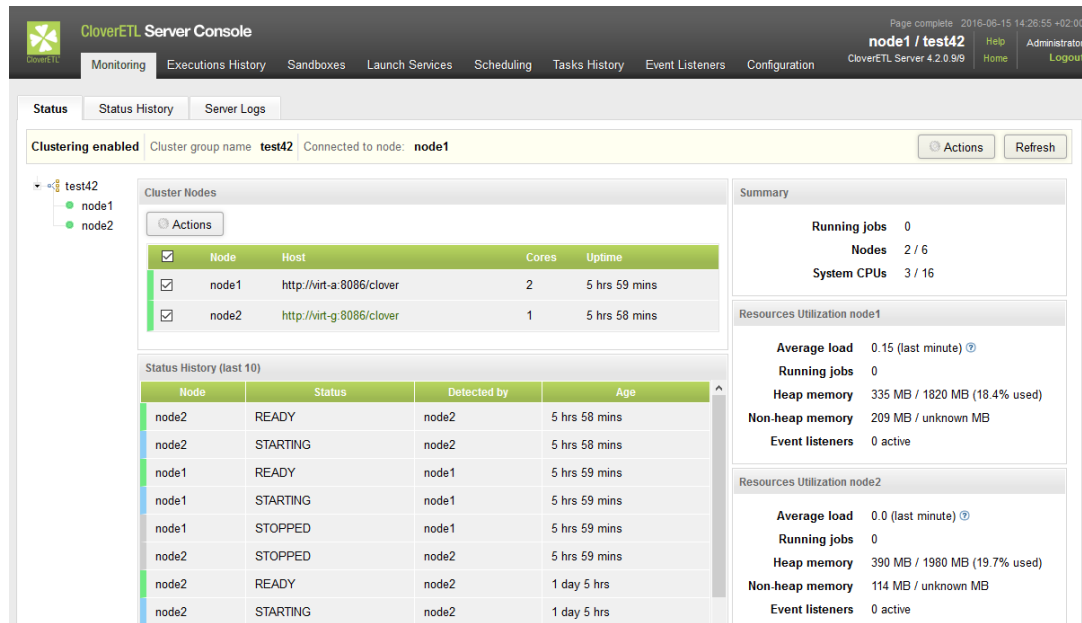 Page complete 2016-06-15 14:26:55 +02:00
CloverETL Server Console
node1 / test42 Help Administrator
CloverETL
CloverETL Server 4.2.0.9/9 Home Logout
Monitoring Executions History Sandboxes Launch Services Scheduling Tasks History Event Listeners Configuration
Status Status History Server Logs
Clustering enabled Cluster group name test42 Connected to node: node1 Actions Refresh
test42
node1
node2
Cluster Nodes
Actions
Node Host Cores Uptime
node1 http://virt-a:8086/clover 2 5 hrs 59 mins
node2 http://virt-g:8086/clover 1 5 hrs 58 mins
Status History (last 10)
Node Status Detected by Age
node2 READY node2 5 hrs 58 mins
node2 STARTING node2 5 hrs 58 mins
node1 READY node1 5 hrs 59 mins
node1 STARTING node1 5 hrs 59 mins
node1 STOPPED node1 5 hrs 59 mins
node2 STOPPED node2 5 hrs 59 mins
node2 READY node2 1 day 5 hrs
node2 STARTING node2 1 day 5 hrs
Summary
Running jobs 0
Nodes 2 / 6
System CPUs 3 / 16
Resources Utilization node1
Average load 0.15 (last minute) ?
Running jobs 0
Heap memory 335 MB / 1820 MB (18.4% used)
Non-heap memory 209 MB / unknown MB
Event listeners 0 active
Resources Utilization node2
Average load 0.0 (last minute) ?
Running jobs 0
Heap memory 390 MB / 1980 MB (19.7% used)
Non-heap memory 114 MB / unknown MB
Event listeners 0 active